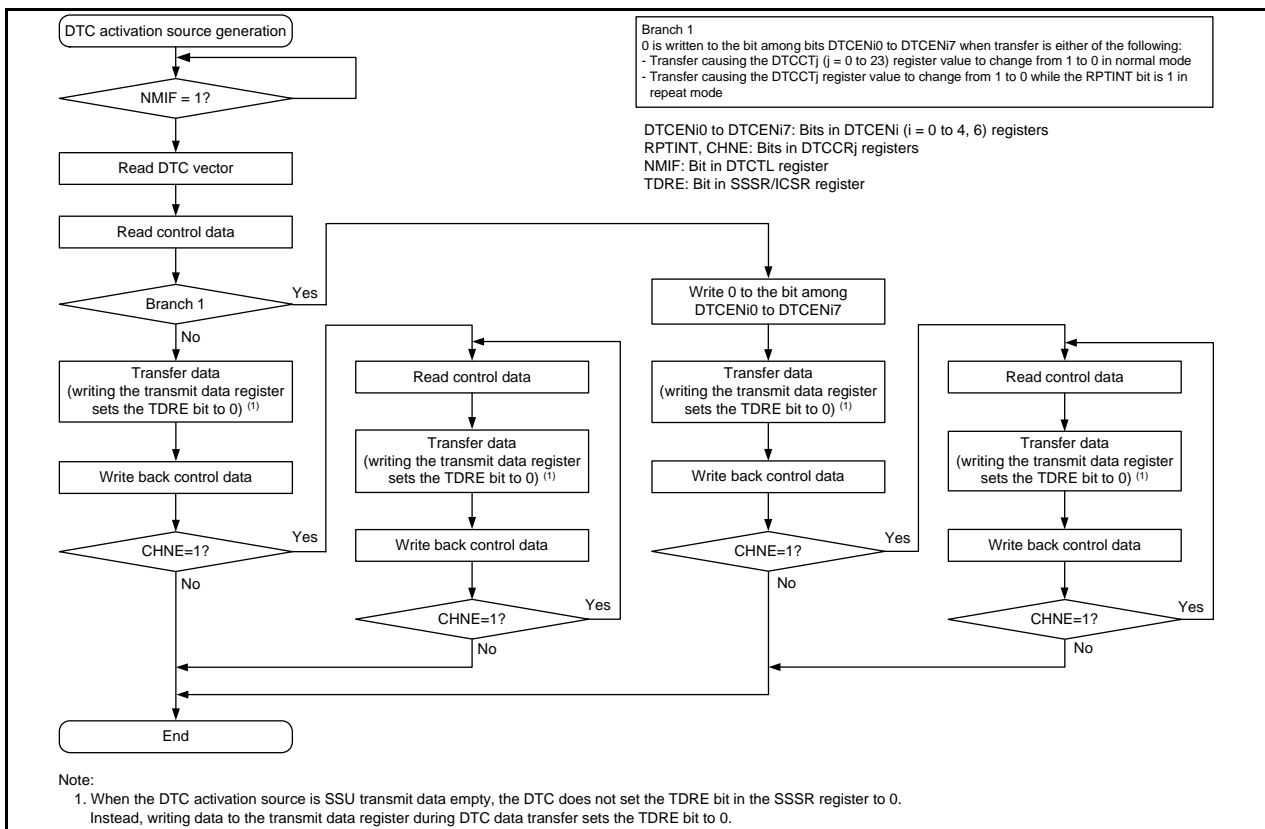 DTC activation source generation
NMIF = 1?
Read DTC vector
Read control data
Branch 1
Yes
No
Transfer data
(writing the transmit data register
sets the TDRE bit to 0) (1)
Write back control data
CHNE=1?
Yes
No
Read control data
Transfer data
(writing the transmit data register
sets the TDRE bit to 0) (1)
Write back control data
CHNE=1?
Yes
No
Branch 1
0 is written to the bit among bits DTCENi0 to DTCENi7 when transfer is either of the following:
- Transfer causing the DTCCTj (j = 0 to 23) register value to change from 1 to 0 in normal mode
- Transfer causing the DTCCTj register value to change from 1 to 0 while the RPTINT bit is 1 in
repeat mode
DTCENi0 to DTCENi7: Bits in DTCENi (i = 0 to 4, 6) registers
RPTINT, CHNE: Bits in DTCCRj registers
NMIF: Bit in DTCTL register
TDRE: Bit in SSSR/ICSR register
Write 0 to the bit among
DTCENi0 to DTCENi7
Transfer data
(writing the transmit data register
sets the TDRE bit to 0) (1)
Write back control data
CHNE=1?
Yes
No
Read control data
Transfer data
(writing the transmit data register
sets the TDRE bit to 0) (1)
Write back control data
CHNE=1?
Yes
No
End
Note:
1. When the DTC activation source is SSU transmit data empty, the DTC does not set the TDRE bit in the SSSR register to 0.
Instead, writing data to the transmit data register during DTC data transfer sets the TDRE bit to 0.